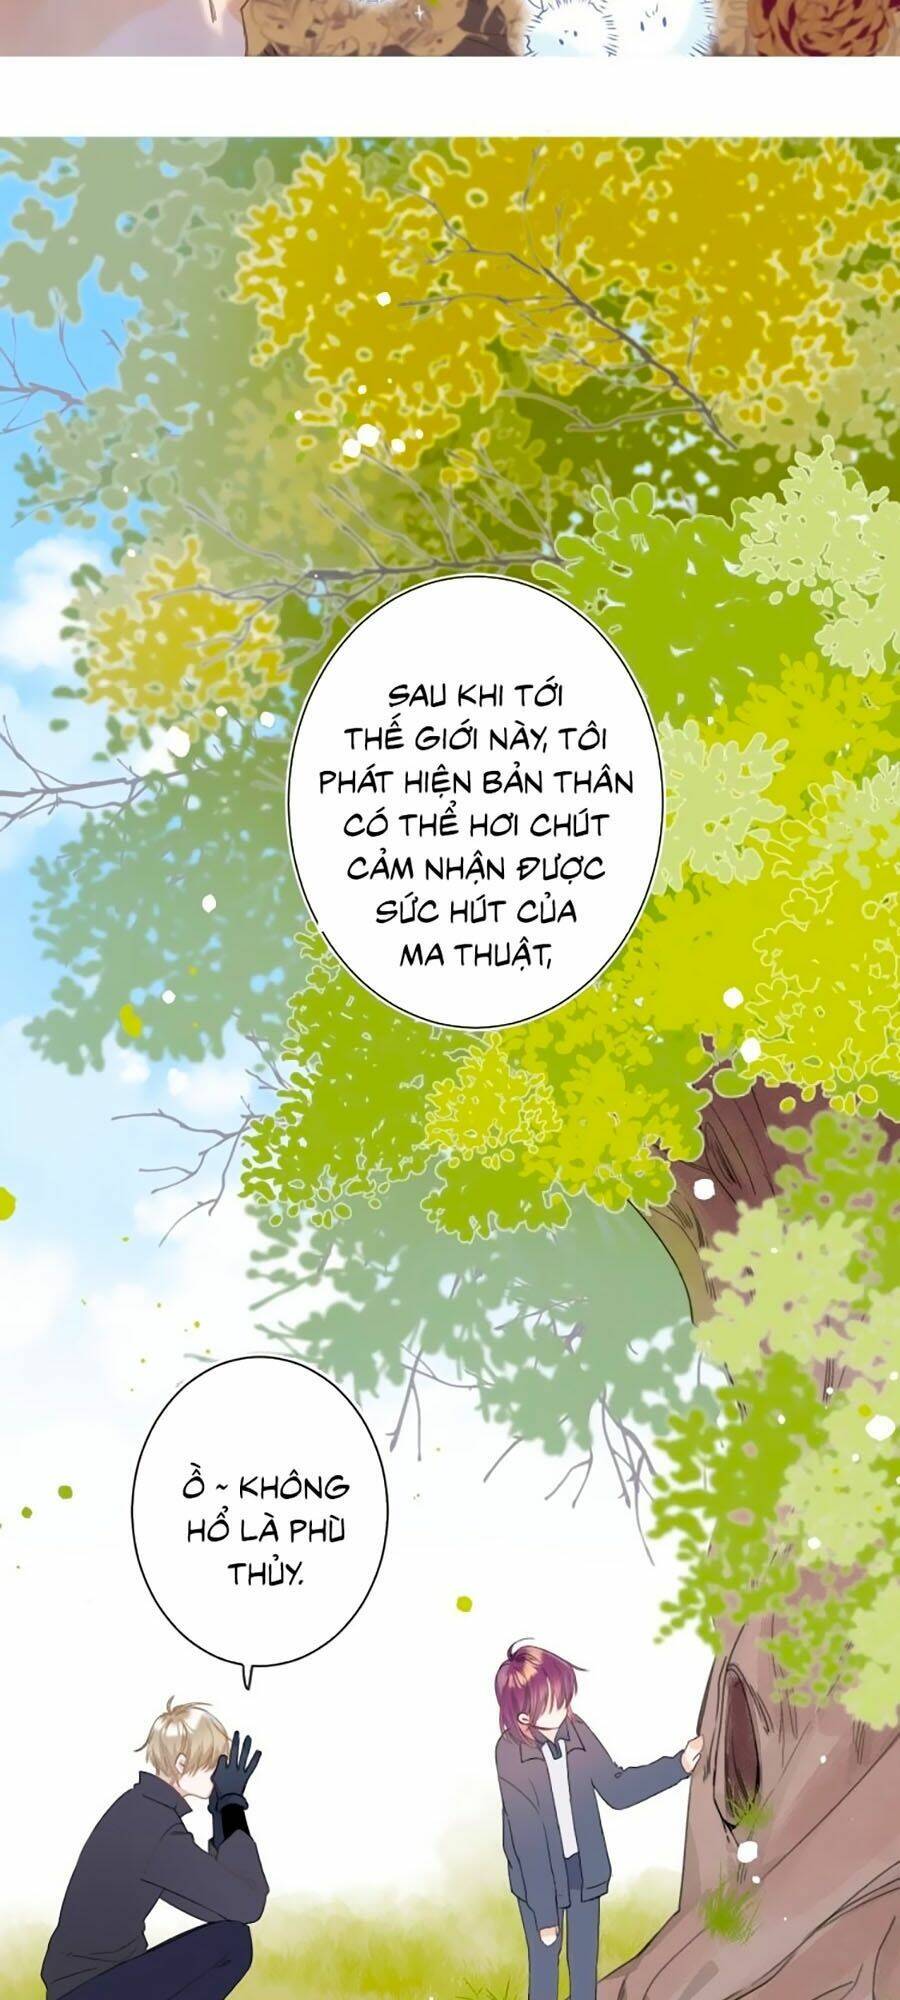 SAU KHI TỚI
THẾ GIỚI NÀY, TÔI
PHÁT HIỆN BẢN THÂN
CÓ THỂ HƠI CHÚT
CẢM NHẬN ĐƯỢC
SỨC HÚT CỦA
MA THUẬT,
Ồ ~ KHÔNG
HỔ LÀ PHÙ
THỦY.